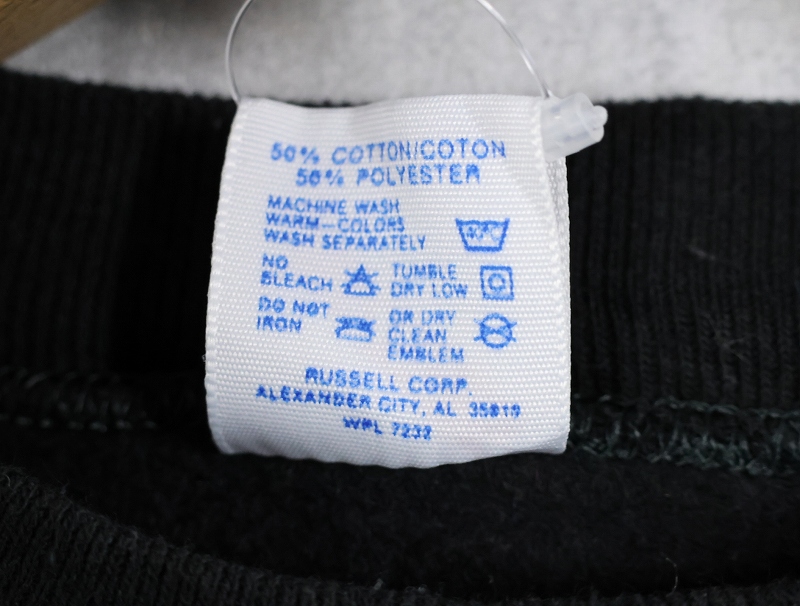 50% COTTON/COTON
50% POLYESTER
MACHINE WASH
WARM-COLORS
WASH SEPARATELY
40°C
NO
BLEACH
TUMBLE
DRY LOW
DO NOT
IRON
OR DRY
CLEAN
EMBLEM
RUSSELL CORP.
ALEXANDER CITY, AL 35010
WPL 7232